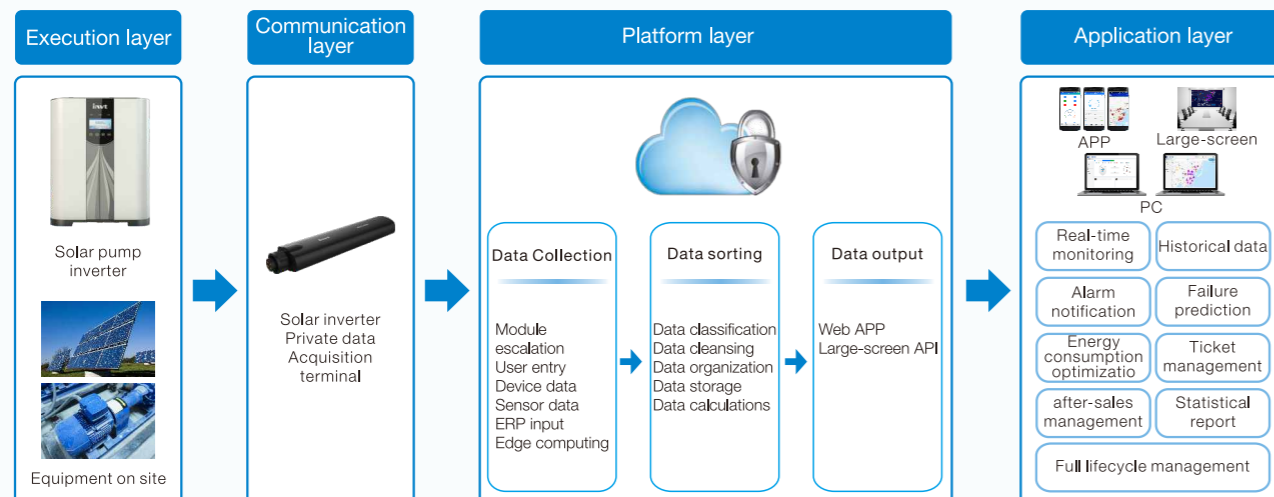 Execution layer
Communication
layer
Platform layer
Application layer
invt
Solar pump
inverter
Equipment on site
Solar inverter
Private data
Acquisition
terminal
Data Collection
Module
escalation
User entry
Device data
Sensor data
ERP input
Edge computing
Data sorting
Data classification
Data cleansing
Data organization
Data storage
Data calculations
Data output
Web APP
Large-screen API
APP
Large-screen
PC
Real-time
monitoring
Historical data
Alarm
notification
Failure
prediction
Energy
consumption
optimizatio
Ticket
management
after-sales
management
Statistical
report
Full lifecycle management